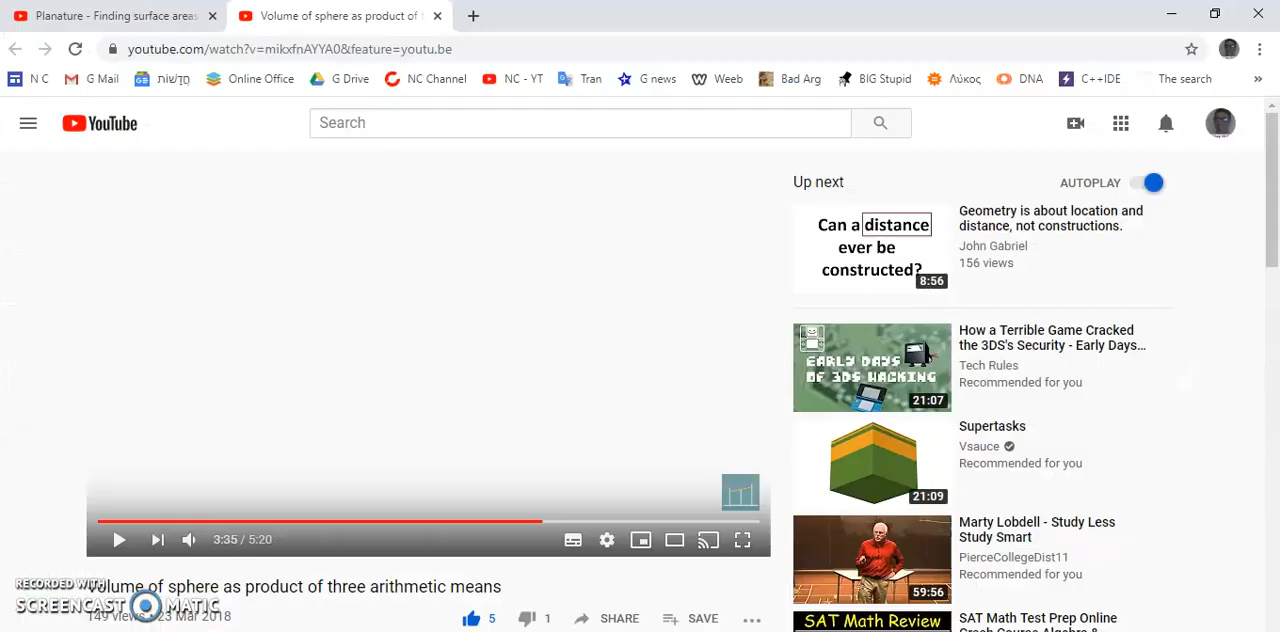 Planature - Finding surface areas
Volume of sphere as product of t
youtube.com/watch?v=mikxfnAYYA0&feature=youtu.be
N C
G Mail
חֲדָשׁוֹת
Online Office
G Drive
NC Channel
NC - YT
Tran
G news
Weeb
Bad Arg
BIG Stupid
Λύκος
DNA
C++IDE
The search
»
YouTube
Search
Up next
AUTOPLAY
Can a distance
ever be
constructed?
8:56
Geometry is about location and
distance, not constructions.
John Gabriel
156 views
EARLY DAYS
OF 3DS HACKING
21:07
How a Terrible Game Cracked
the 3DS's Security - Early Days...
Tech Rules
Recommended for you
21:09
Supertasks
Vsauce
Recommended for you
59:56
Marty Lobdell - Study Less
Study Smart
PierceCollegeDist11
Recommended for you
SAT Math Review
SAT Math Test Prep Online
3:35 / 5:20
Volume of sphere as product of three arithmetic means
149 views • 23 Mar 2018
5
1
SHARE
SAVE
RECORDED WITH
SCREENCAST MATIC